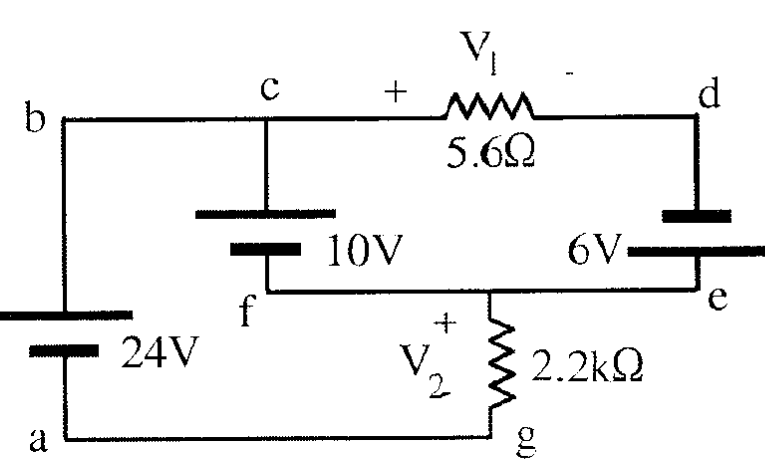 V₁
c + - d
b
5.6Ω
10V 6V
f e
+
24V V₂ 2.2kΩ
-
a g